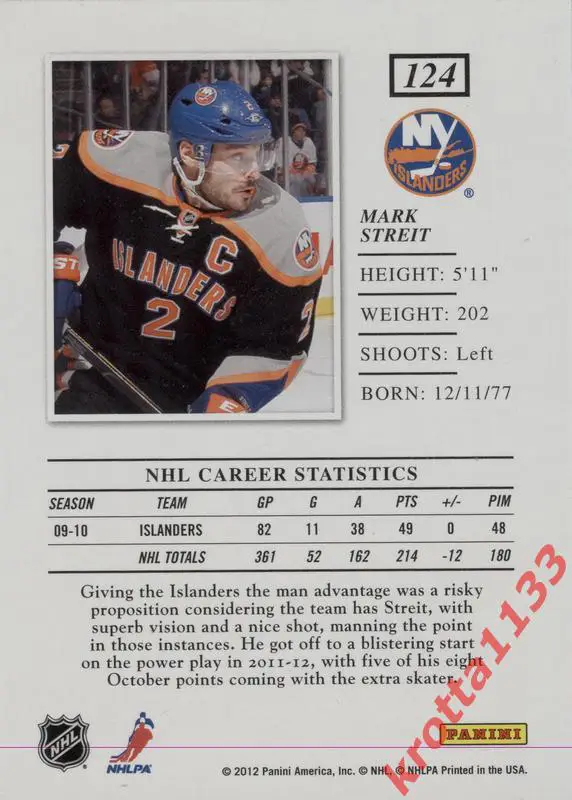 124
NY
ISLANDERS
®
MARK
STREIT
HEIGHT: 5'11"
WEIGHT: 202
SHOOTS: Left
BORN: 12/11/77
C
ISLANDERS
2
2
ST
NHL CAREER STATISTICS
SEASON TEAM GP G A PTS +/- PIM
09-10 ISLANDERS 82 11 38 49 0 48
NHL TOTALS 361 52 162 214 -12 180
Giving the Islanders the man advantage was a risky
proposition considering the team has Streit, with
superb vision and a nice shot, manning the point
in those instances. He got off to a blistering start
on the power play in 2011-12, with five of his eight
October points coming with the extra skater.
NHL
NHLPA
PANINI
© 2012 Panini America, Inc. © NHL. © NHLPA Printed in the USA.
krotta1133